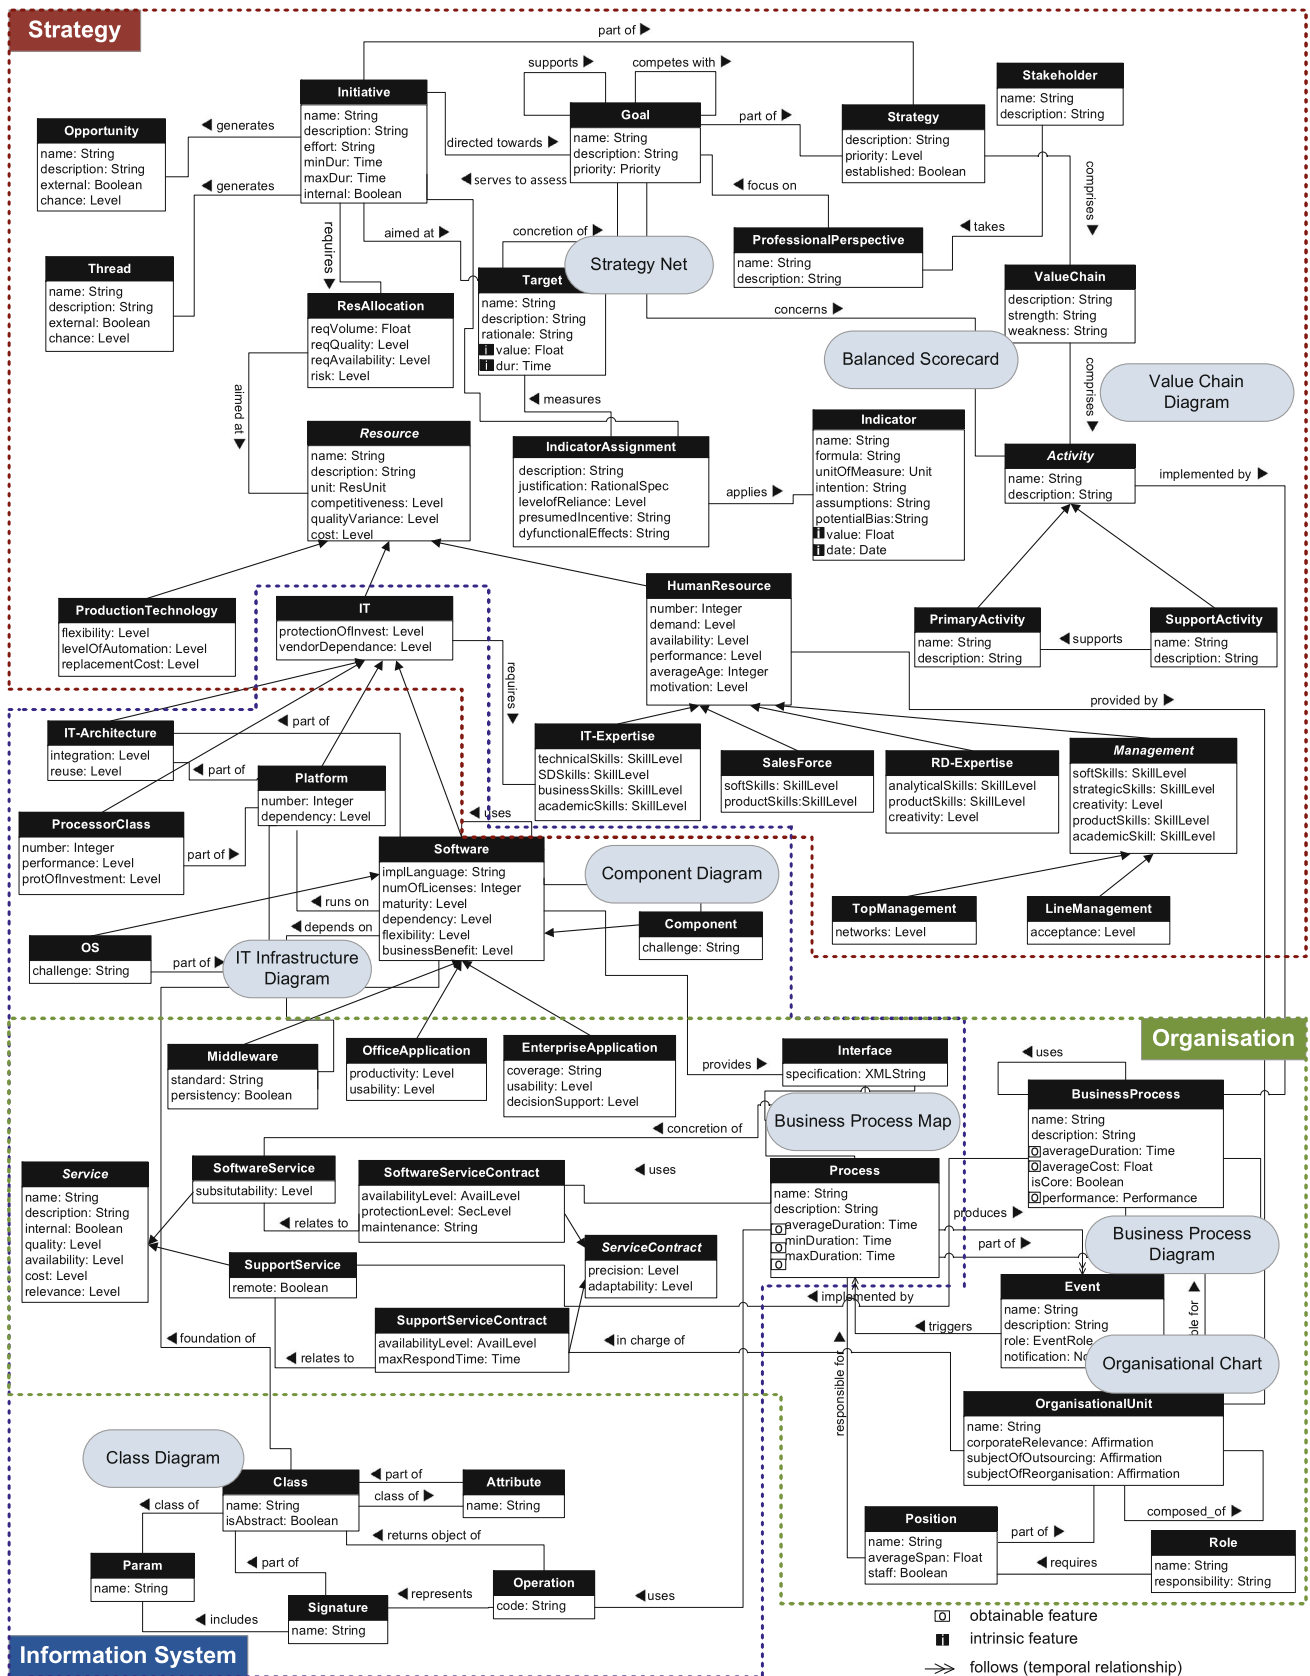 Strategy
part of ▶
supports ▶
competes with ▶
Stakeholder
name: String
description: String
Initiative
name: String
description: String
effort: String
minDur: Time
maxDur: Time
internal: Boolean
Goal
name: String
description: String
priority: Priority
Strategy
description: String
priority: Level
established: Boolean
Opportunity
name: String
description: String
external: Boolean
chance: Level
◀ generates
◀ generates
directed towards ▶
part of ▶
◀ serves to assess
◀ focus on
comprises ▶
◀ takes
requires ▶
aimed at ▶
concretion of ▶
ProfessionalPerspective
name: String
description: String
Strategy Net
Thread
name: String
description: String
external: Boolean
chance: Level
ResAllocation
reqVolume: Float
reqQuality: Level
reqAvailability: Level
risk: Level
Target
name: String
description: String
rationale: String
i value: Float
i dur: Time
ValueChain
description: String
strength: String
weakness: String
concerns ▶
Balanced Scorecard
Value Chain
Diagram
comprises ▶
aimed at ▶
◀ measures
Resource
name: String
description: String
unit: ResUnit
competitiveness: Level
qualityVariance: Level
cost: Level
IndicatorAssignment
description: String
justification: RationalSpec
levelofReliance: Level
presumedIncentive: String
dyfunctionalEffects: String
applies ▶
Indicator
name: String
formula: String
unitOfMeasure: Unit
intention: String
assumptions: String
potentialBias:String
i value: Float
i date: Date
Activity
name: String
description: String
implemented by ▶
ProductionTechnology
flexibility: Level
levelOfAutomation: Level
replacementCost: Level
IT
protectionOfInvest: Level
vendorDependance: Level
HumanResource
number: Integer
demand: Level
availability: Level
performance: Level
averageAge: Integer
motivation: Level
PrimaryActivity
name: String
description: String
◀ supports
SupportActivity
name: String
description: String
requires ▶
provided by ▶
IT-Architecture
integration: Level
reuse: Level
◀ part of
◀ part of
Platform
number: Integer
dependency: Level
IT-Expertise
technicalSkills: SkillLevel
SDSkills: SkillLevel
businessSkills: SkillLevel
academicSkills: SkillLevel
SalesForce
softSkills: SkillLevel
productSkills:SkillLevel
RD-Expertise
analyticalSkills: SkillLevel
productSkills: SkillLevel
creativity: Level
Management
softSkills: SkillLevel
strategicSkills: SkillLevel
creativity: Level
productSkills: SkillLevel
academicSkill: SkillLevel
ProcessorClass
number: Integer
performance: Level
protOfInvestment: Level
part of ▶
◀ uses
Software
implLanguage: String
numOfLicenses: Integer
maturity: Level
dependency: Level
flexibility: Level
businessBenefit: Level
Component Diagram
◀ runs on
◀ depends on
Component
challenge: String
TopManagement
networks: Level
LineManagement
acceptance: Level
OS
challenge: String
part of ▶
IT Infrastructure
Diagram
Organisation
Middleware
standard: String
persistency: Boolean
OfficeApplication
productivity: Level
usability: Level
EnterpriseApplication
coverage: String
usability: Level
decisionSupport: Level
provides ▶
Interface
specification: XMLString
◀ uses
BusinessProcess
name: String
description: String
O averageDuration: Time
O averageCost: Float
isCore: Boolean
O performance: Performance
Business Process Map
◀ concretion of
Service
name: String
description: String
internal: Boolean
quality: Level
availability: Level
cost: Level
relevance: Level
SoftwareService
subsitutability: Level
SoftwareServiceContract
availabilityLevel: AvailLevel
protectionLevel: SecLevel
maintenance: String
◀ uses
Process
name: String
description: String
O averageDuration: Time
O minDuration: Time
O maxDuration: Time
◀ relates to
produces ▶
part of ▶
Business Process
Diagram
ServiceContract
precision: Level
adaptability: Level
SupportService
remote: Boolean
◀ implemented by
Event
name: String
description: String
role: EventRole
notification: No
SupportServiceContract
availabilityLevel: AvailLevel
maxRespondTime: Time
◀ triggers
◀ foundation of
◀ relates to
◀ in charge of
responsible for ▶
ble for ▶
Organisational Chart
OrganisationalUnit
name: String
corporateRelevance: Affirmation
subjectOfOutsourcing: Affirmation
subjectOfReorganisation: Affirmation
Class Diagram
Class
name: String
isAbstract: Boolean
◀ part of
class of ▶
Attribute
name: String
◀ class of
◀ returns object of
composed_of ▶
Position
name: String
averageSpan: Float
staff: Boolean
part of ▶
◀ requires
Role
name: String
responsibility: String
Param
name: String
◀ part of
Operation
code: String
◀ represents
◀ uses
◀ includes
Signature
name: String
Information System
O obtainable feature
i intrinsic feature
follows (temporal relationship)